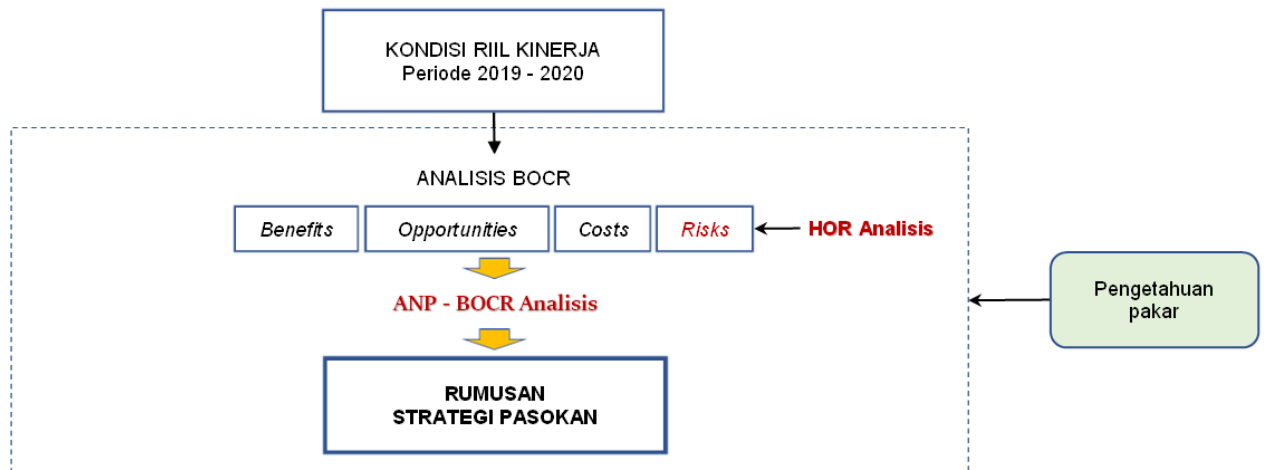 KONDISI RIIL KINERJA
Periode 2019 - 2020
ANALISIS BOCR
Benefits
Opportunities
Costs
Risks
HOR Analisis
ANP - BOCR Analisis
Pengetahuan
pakar
RUMUSAN
STRATEGI PASOKAN